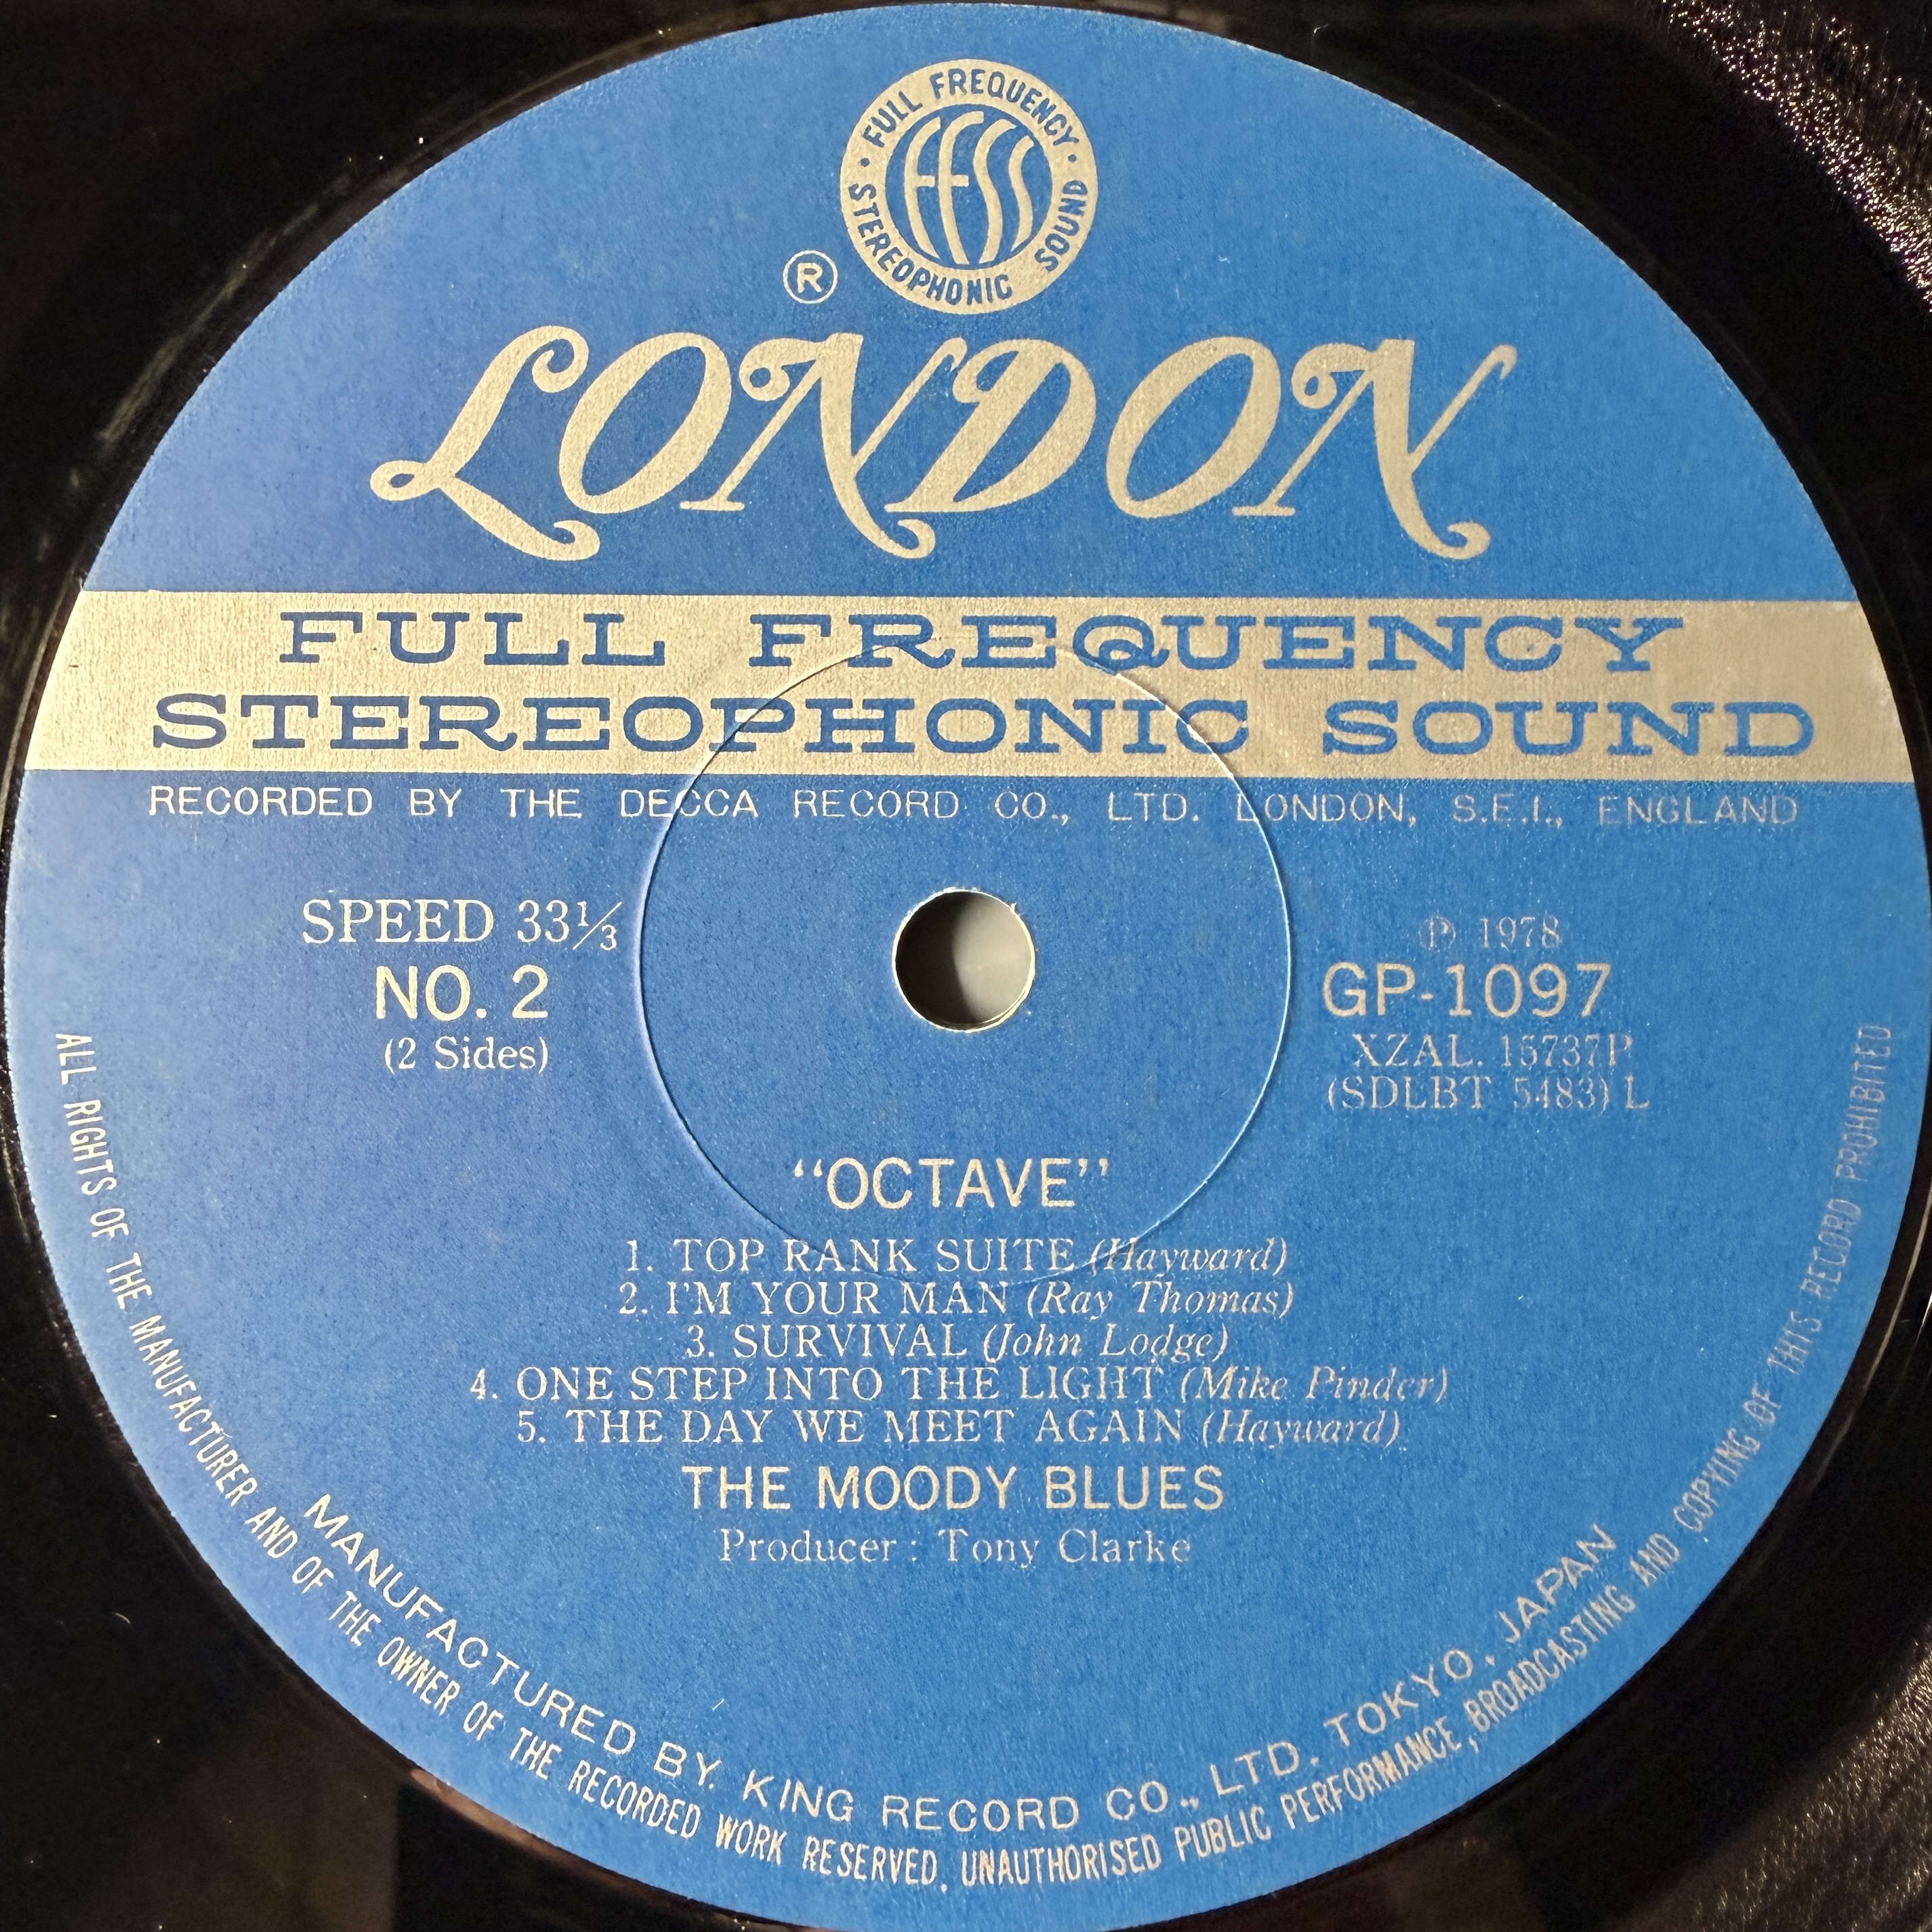 · FULL FREQUENCY ·
STEREOPHONIC SOUND
FFSS
®
LONDON
FULL FREQUENCY
STEREOPHONIC SOUND
RECORDED BY THE DECCA RECORD CO., LTD. LONDON, S.E.I., ENGLAND
SPEED 33⅓
NO. 2
(2 Sides)
℗ 1978
GP-1097
XZAL. 15737P
(SDLBT 5483) L
“OCTAVE”
1. TOP RANK SUITE (Hayward)
2. I'M YOUR MAN (Ray Thomas)
3. SURVIVAL (John Lodge)
4. ONE STEP INTO THE LIGHT (Mike Pinder)
5. THE DAY WE MEET AGAIN (Hayward)
THE MOODY BLUES
Producer : Tony Clarke
MANUFACTURED BY. KING RECORD CO., LTD. TOKYO, JAPAN
ALL RIGHTS OF THE MANUFACTURER AND OF THE OWNER OF THE RECORDED WORK RESERVED. UNAUTHORISED PUBLIC PERFORMANCE, BROADCASTING AND COPYING OF THIS RECORD PROHIBITED